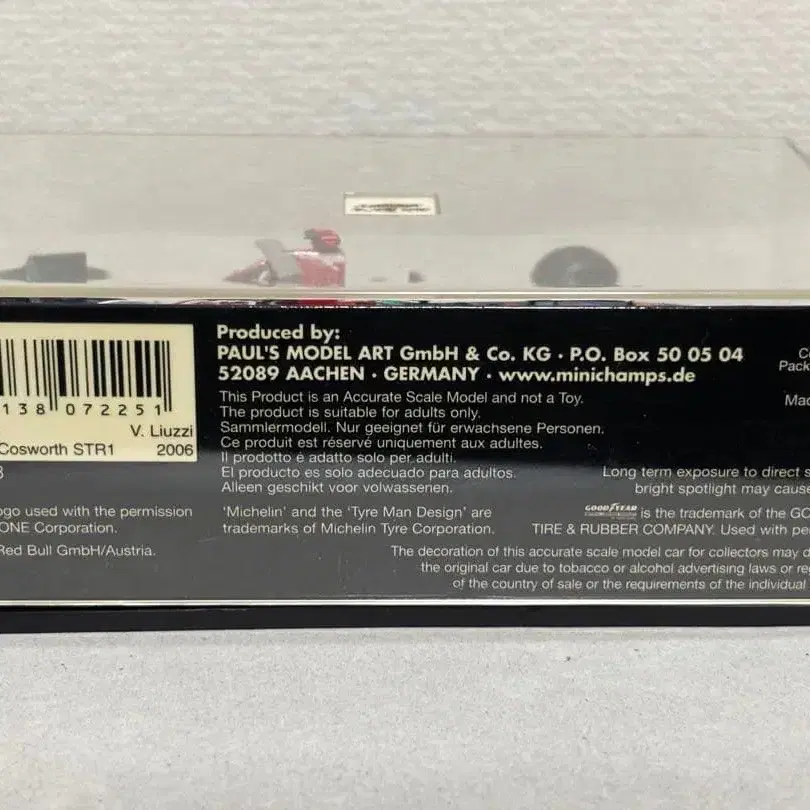 138 072251
V. Liuzzi
Cosworth STR1 2006
ogo used with the permission
ONE Corporation.
Red Bull GmbH/Austria.
Produced by:
PAUL'S MODEL ART GmbH & Co. KG · P.O. Box 50 05 04
52089 AACHEN · GERMANY · www.minichamps.de
This Product is an Accurate Scale Model and not a Toy.
The product is suitable for adults only.
Sammlermodell. Nur geeignet für erwachsene Personen.
Ce produit est réservé uniquement aux adultes.
Il prodotto é adatto solo per adulti.
El producto es solo adecuado para adultos.
Alleen geschikt voor volwassenen.
'Michelin' and the 'Tyre Man Design' are
trademarks of Michelin Tyre Corporation.
Pack
Mad
Long term exposure to direct s
bright spotlight may cause
GOODYEAR is the trademark of the GO
TIRE & RUBBER COMPANY. Used with pe
The decoration of this accurate scale model car for collectors may d
the original car due to tobacco or alcohol advertising laws or reg
of the country of sale or the requirements of the individual